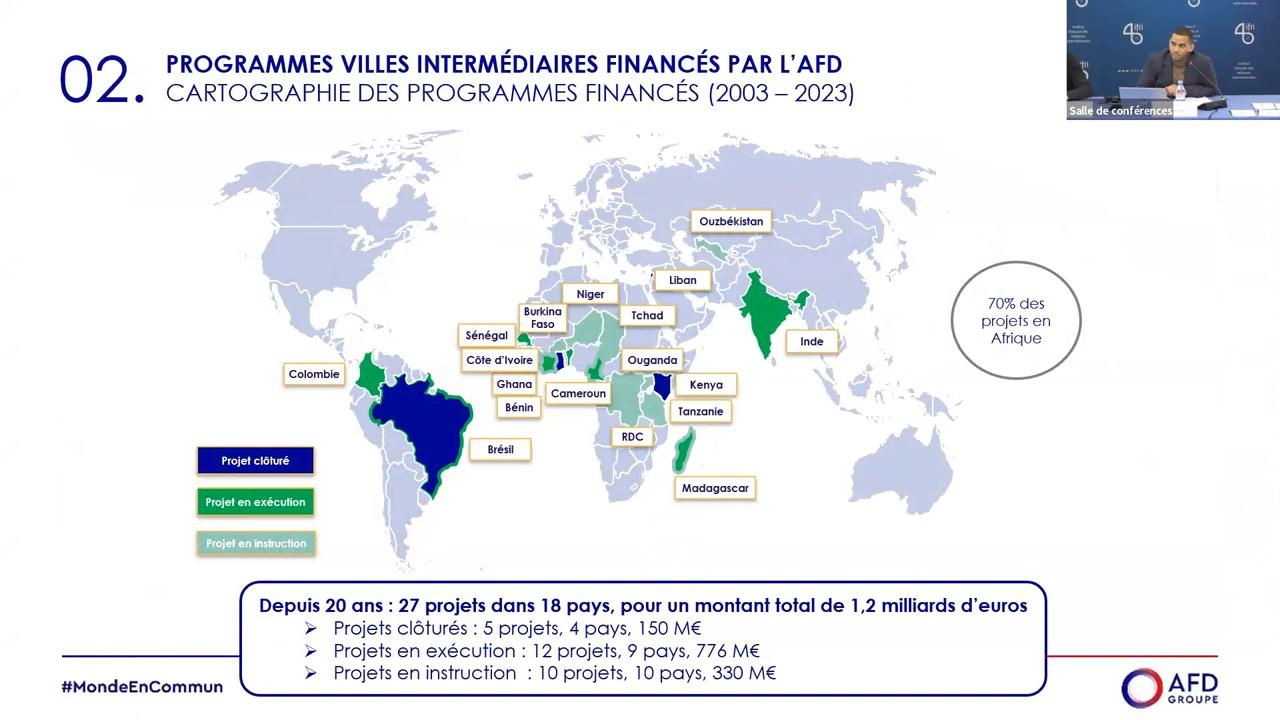 02.
PROGRAMMES VILLES INTERMÉDIAIRES FINANCÉS PAR L'AFD
CARTOGRAPHIE DES PROGRAMMES FINANCÉS (2003 – 2023)
ifri
ifri
Salle de conférences
Ouzbékistan
Liban
Niger
Burkina
Faso
Tchad
Sénégal
Inde
Côte d'Ivoire
Ouganda
Colombie
Ghana
Kenya
Cameroun
Bénin
Tanzanie
RDC
Brésil
Madagascar
70% des
projets en
Afrique
Projet clôturé
Projet en exécution
Projet en instruction
Depuis 20 ans : 27 projets dans 18 pays, pour un montant total de 1,2 milliards d'euros
➢ Projets clôturés : 5 projets, 4 pays, 150 M€
➢ Projets en exécution : 12 projets, 9 pays, 776 M€
➢ Projets en instruction : 10 projets, 10 pays, 330 M€
#MondeEnCommun
AFD
GROUPE